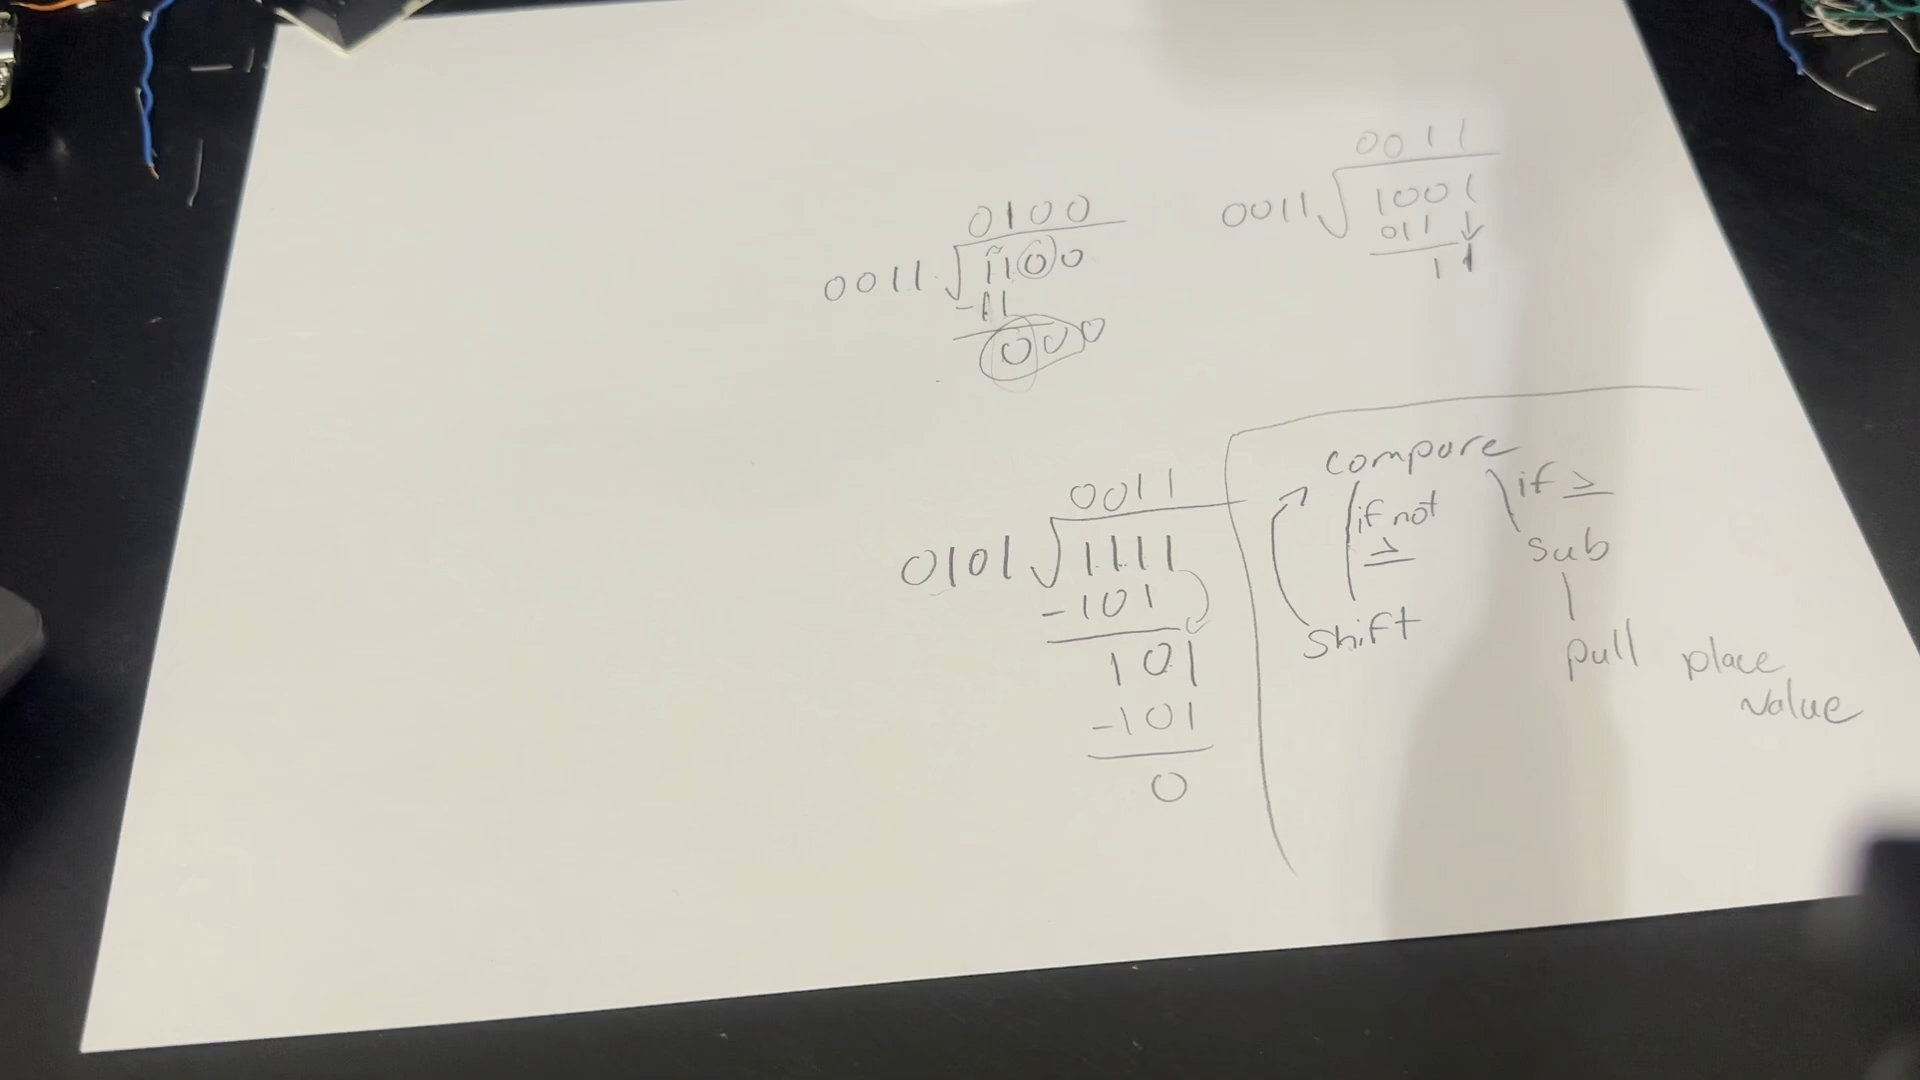 0011
0011 √1001
011
11
0100
0011 √1100
-11
000
0011
0101 √1111
-101
101
-101
0
compare
if not ≥
if ≥
sub
shift
pull place
value